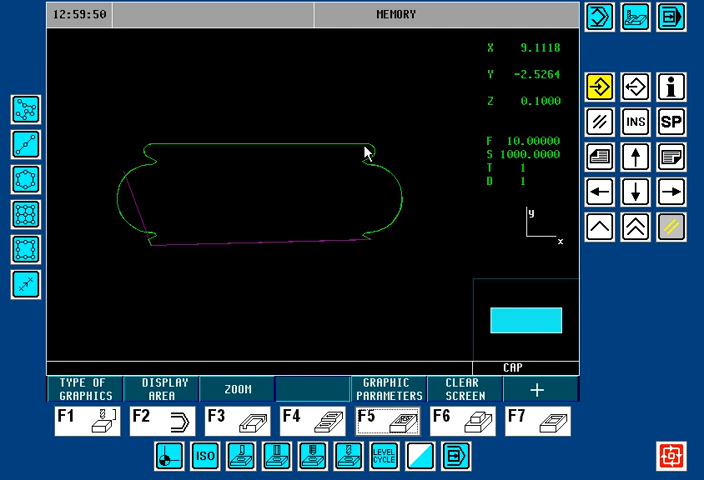 12:59:50 MEMORY
X 9.1118
Y -2.5264
Z 0.1000
F 10.00000
S 1000.0000
T 1
D 1
y
x
INS SP
CAP
TYPE OF GRAPHICS
DISPLAY AREA
ZOOM
GRAPHIC PARAMETERS
CLEAR SCREEN
+
F1 F2 F3 F4 F5 F6 F7
ISO
LEVEL CYCLE